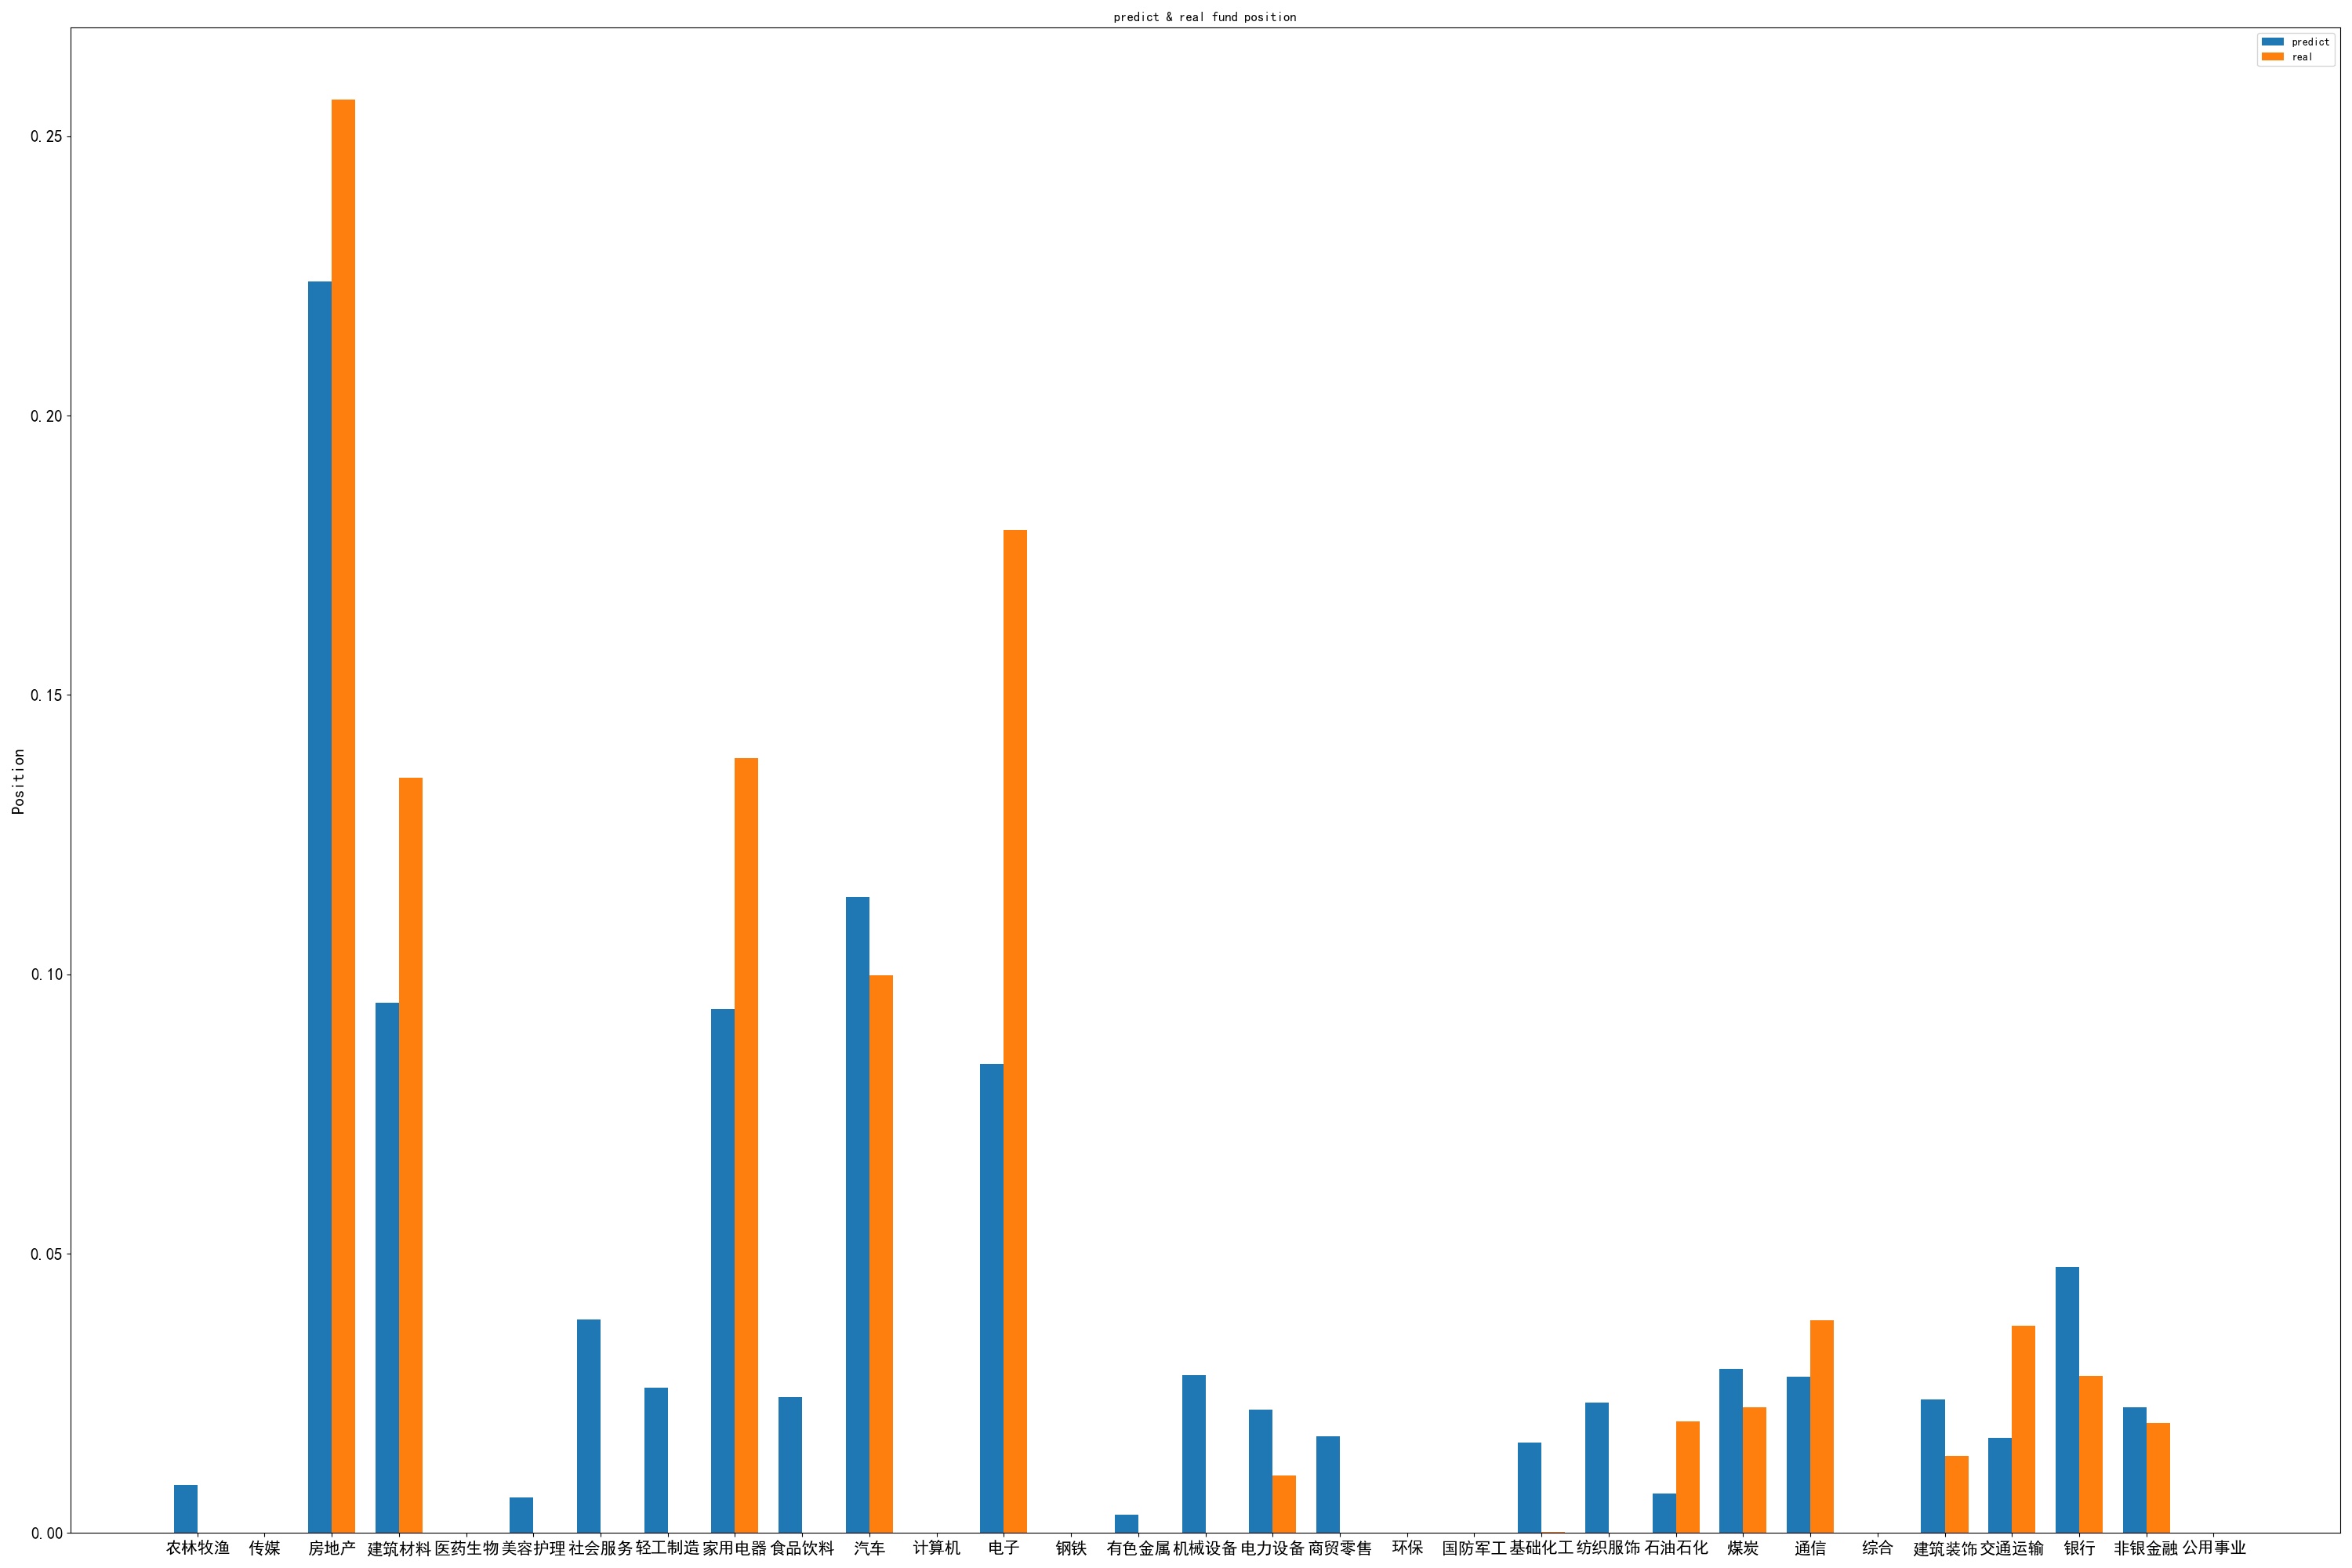 predict & real fund position
predict
real
0.25
0.20
0.15
0.10
0.05
0.00
Position
农林牧渔 传媒 房地产 建筑材料 医药生物 美容护理 社会服务 轻工制造 家用电器 食品饮料 汽车 计算机 电子 钢铁 有色金属 机械设备 电力设备 商贸零售 环保 国防军工 基础化工 纺织服饰 石油石化 煤炭 通信 综合 建筑装饰 交通运输 银行 非银金融 公用事业